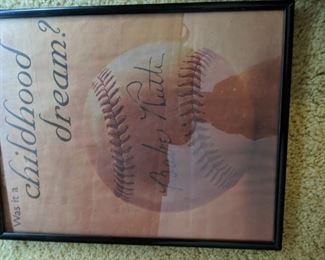 Was it a
childhood
dream?
Babe Ruth